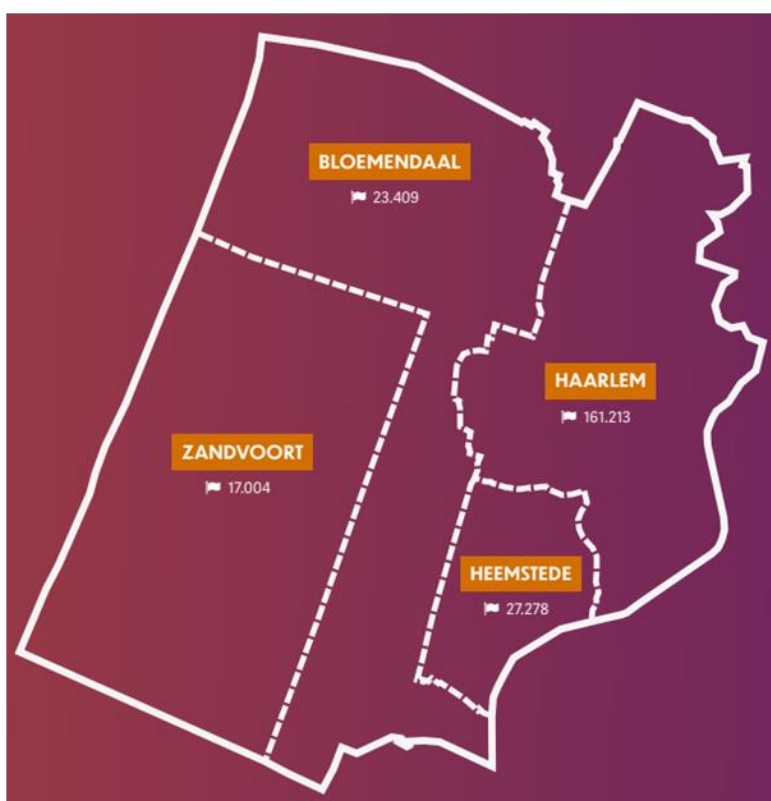 BLOEMENDAAL
23.409
HAARLEM
161.213
ZANDVOORT
17.004
HEEMSTEDE
27.278